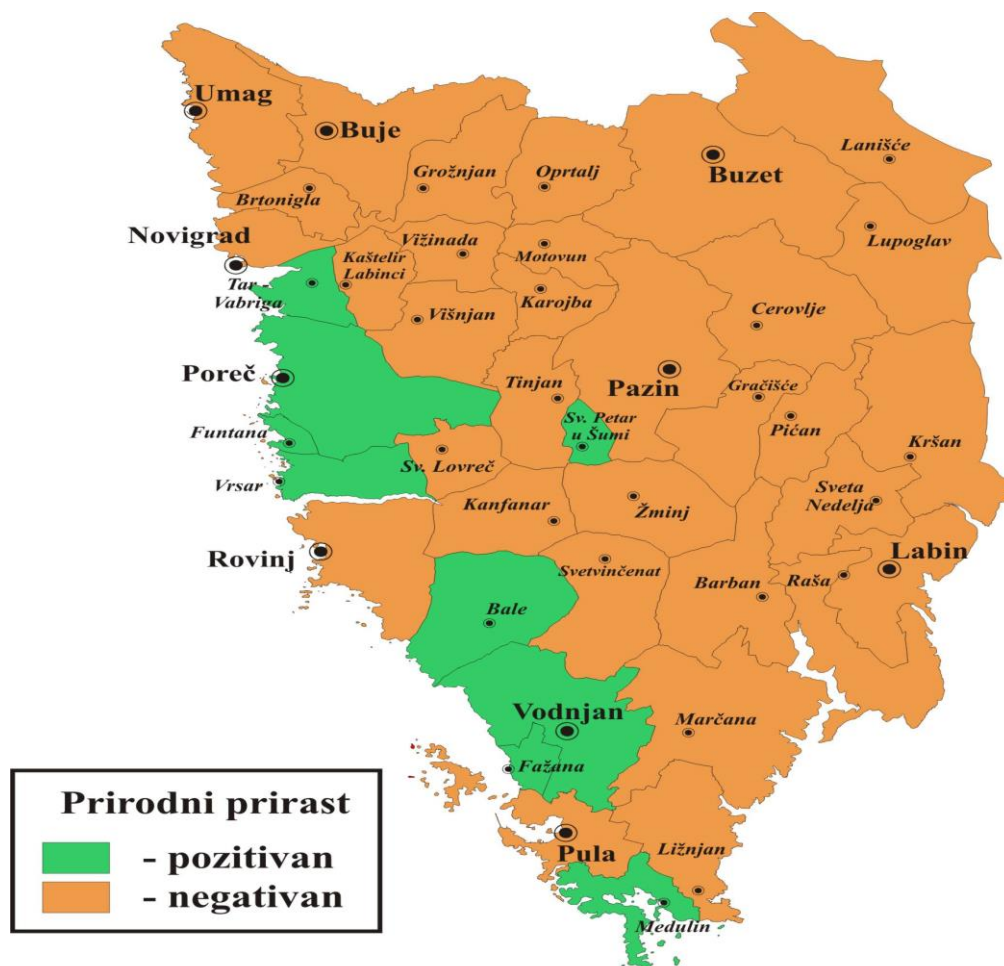 Umag
Buje
Grožnjan
Oprtalj
Buzet
Lanišće
Brtonigla
Novigrad
Vižinada
Motovun
Lupoglav
Kaštelir
Labinci
Tar -
Vabriga
Karojba
Višnjan
Cerovlje
Poreč
Tinjan
Pazin
Gračišće
Sv. Petar
u Šumi
Pićan
Funtana
Sv. Lovreč
Kršan
Vrsar
Sveta
Nedelja
Kanfanar
Žminj
Rovinj
Labin
Svetvinčenat
Barban
Raša
Bale
Vodnjan
Marčana
Fažana
Pula
Ližnjan
Medulin
Prirodni prirast
- pozitivan
- negativan